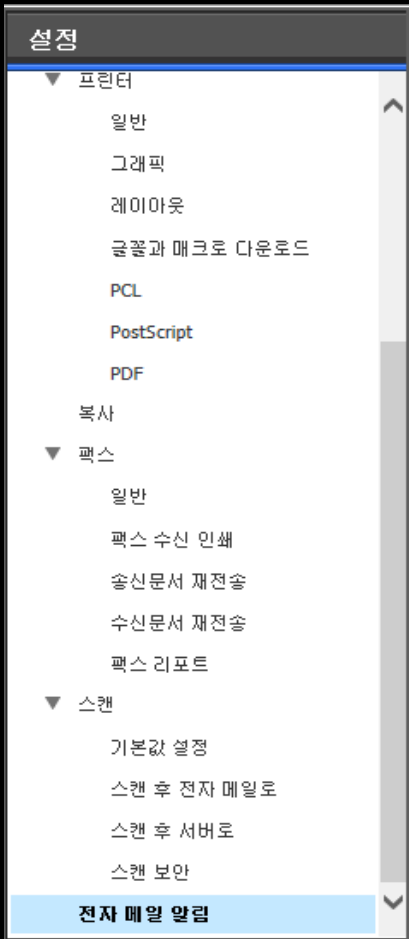 설정
프린터
일반
그래픽
레이아웃
글꼴과 매크로 다운로드
PCL
PostScript
PDF
복사
팩스
일반
팩스 수신 인쇄
송신문서 재전송
수신문서 재전송
팩스 리포트
스캔
기본값 설정
스캔 후 전자 메일로
스캔 후 서버로
스캔 보안
전자 메일 알림